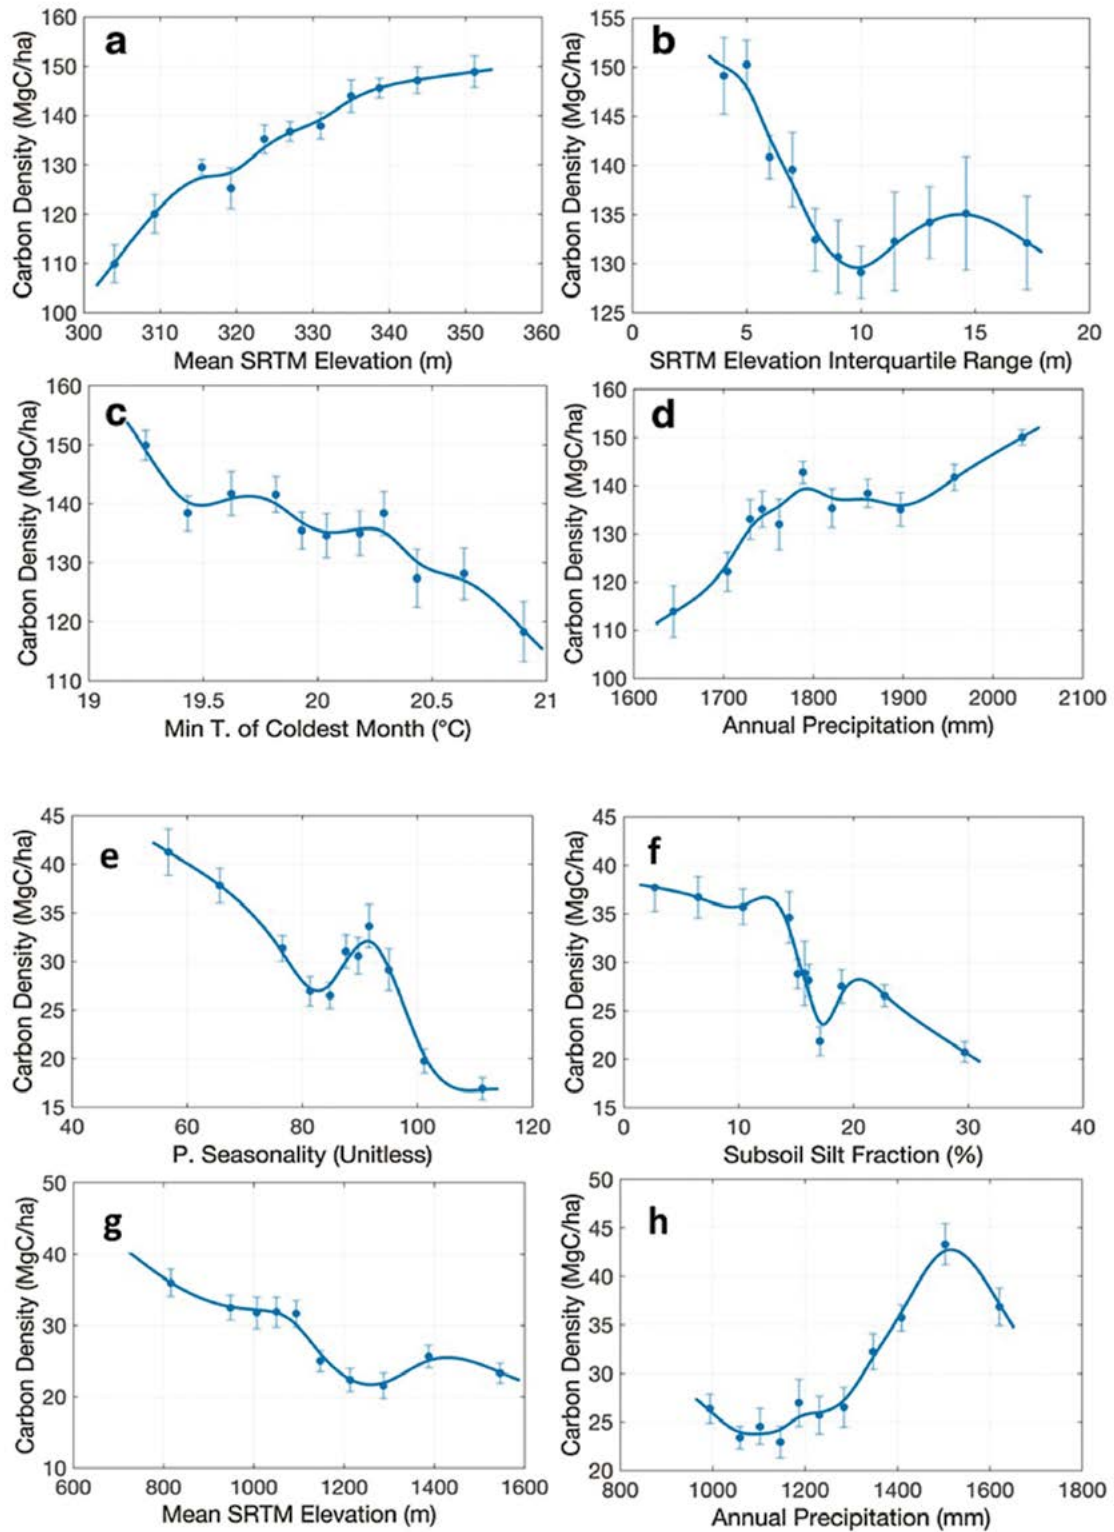 160
150
140
130
120
110
100
300 310 320 330 340 350 360
Carbon Density (MgC/ha)
Mean SRTM Elevation (m)
a
155
150
145
140
135
130
125
0 5 10 15 20
Carbon Density (MgC/ha)
SRTM Elevation Interquartile Range (m)
b
160
150
140
130
120
110
19 19.5 20 20.5 21
Carbon Density (MgC/ha)
Min T. of Coldest Month (°C)
c
160
150
140
130
120
110
100
1600 1700 1800 1900 2000 2100
Carbon Density (MgC/ha)
Annual Precipitation (mm)
d
45
40
35
30
25
20
15
40 60 80 100 120
Carbon Density (MgC/ha)
P. Seasonality (Unitless)
e
45
40
35
30
25
20
15
0 10 20 30 40
Carbon Density (MgC/ha)
Subsoil Silt Fraction (%)
f
50
40
30
20
10
600 800 1000 1200 1400 1600
Carbon Density (MgC/ha)
Mean SRTM Elevation (m)
g
50
45
40
35
30
25
20
800 1000 1200 1400 1600 1800
Carbon Density (MgC/ha)
Annual Precipitation (mm)
h